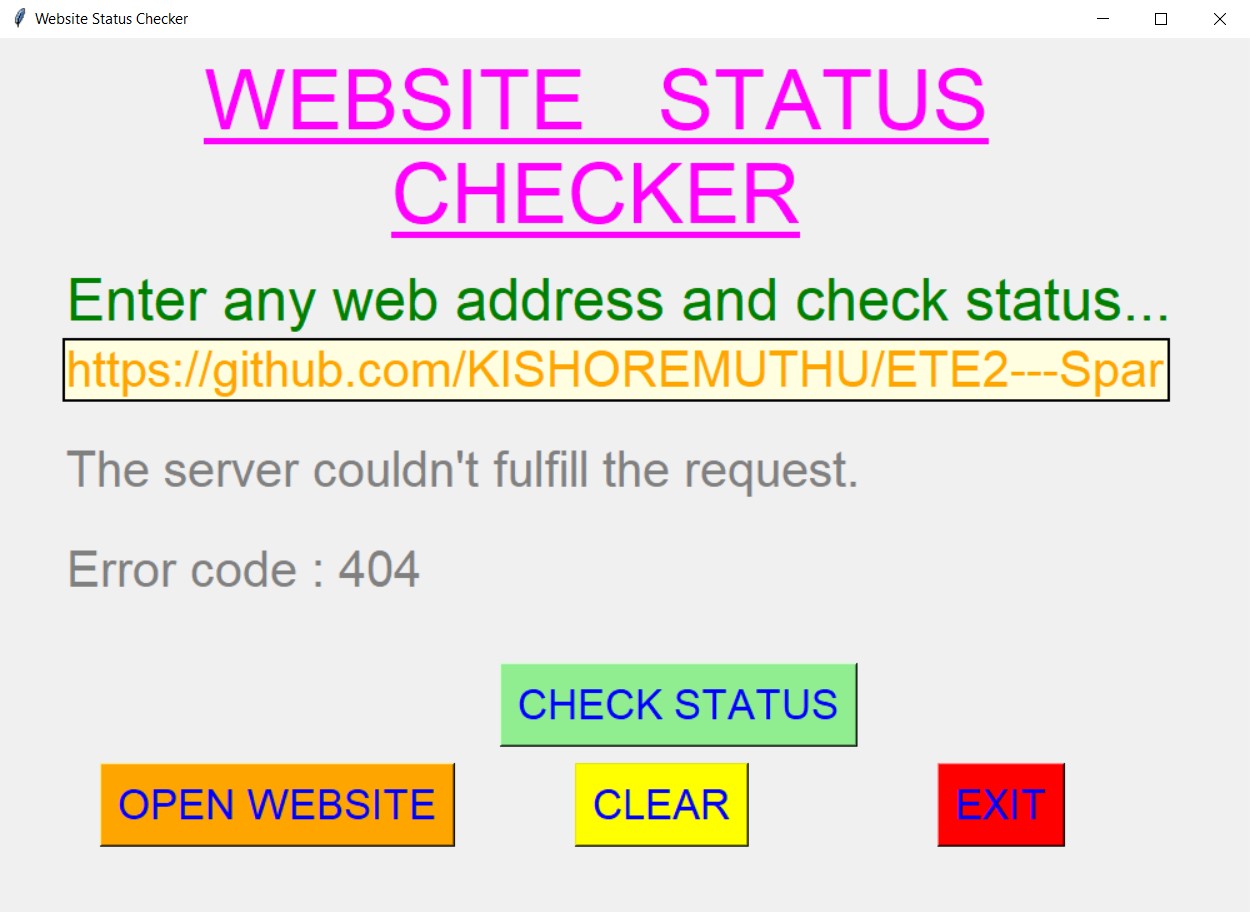 Website Status Checker
WEBSITE STATUS
CHECKER
Enter any web address and check status...
https://github.com/KISHOREMUTHU/ETE2---Spar
The server couldn't fulfill the request.
Error code : 404
CHECK STATUS
OPEN WEBSITE
CLEAR
EXIT